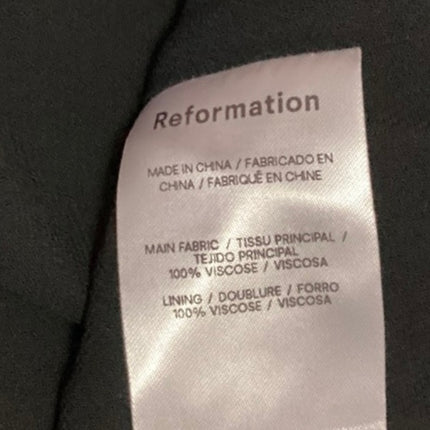 Reformation
MADE IN CHINA / FABRICADO EN
CHINA / FABRIQUÉ EN CHINE
MAIN FABRIC / TISSU PRINCIPAL /
TEJIDO PRINCIPAL
100% VISCOSE / VISCOSA
LINING / DOUBLURE / FORRO
100% VISCOSE / VISCOSA